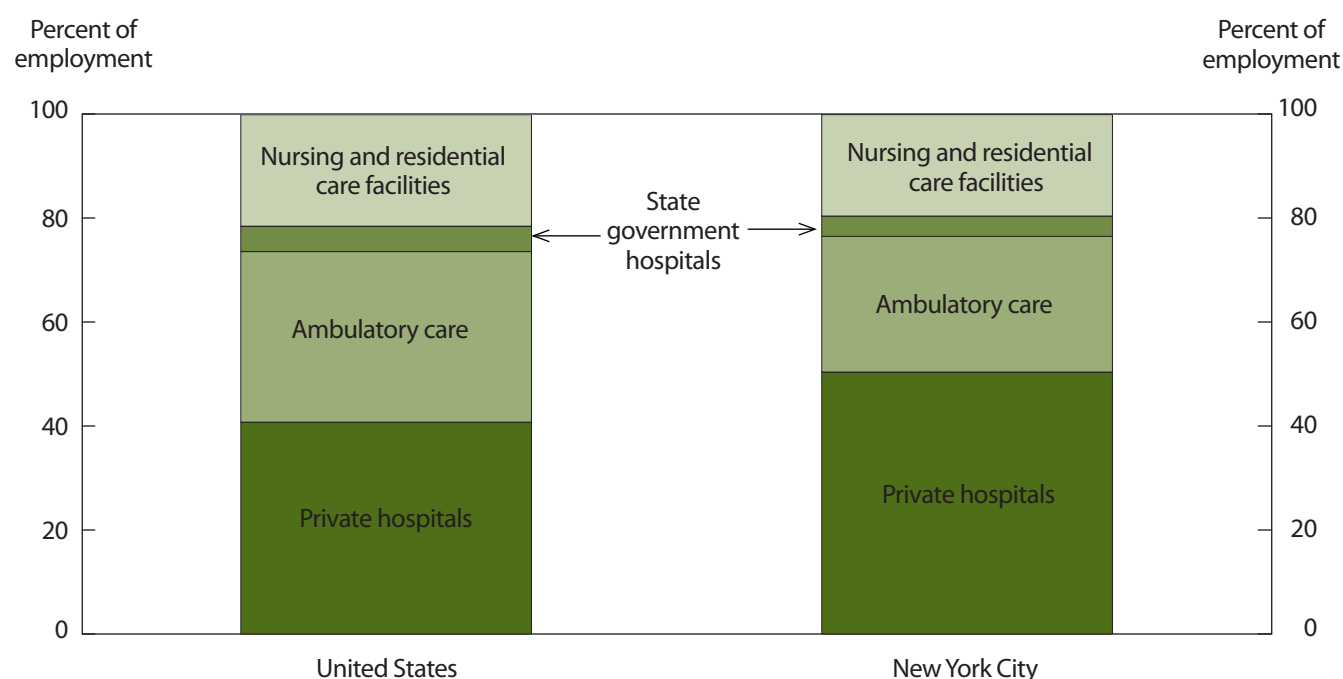 Percent of
employment
Percent of
employment
100
80
60
40
20
0
Nursing and residential
care facilities
Ambulatory care
Private hospitals
State
government
hospitals
Nursing and residential
care facilities
Ambulatory care
Private hospitals
100
80
60
40
20
0
United States
New York City